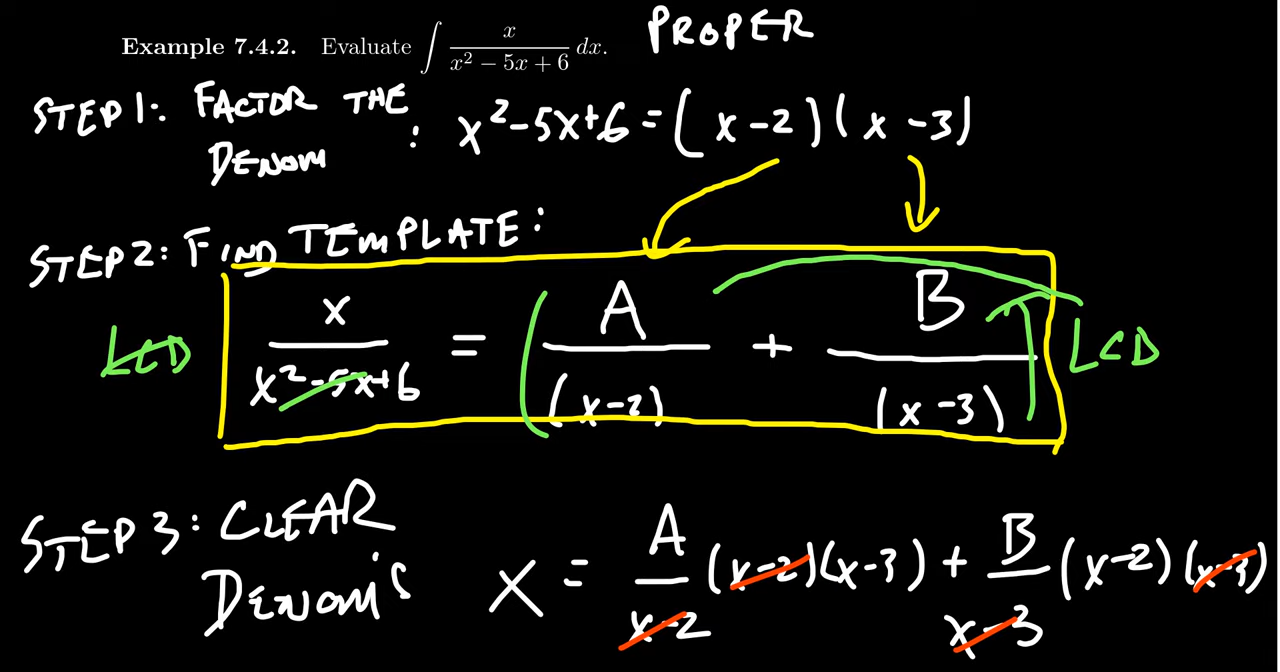 Example 7.4.2. Evaluate ∫ x / (x² − 5x + 6) dx. PROPER
STEP 1: FACTOR THE DENOM : x²-5x+6 = (x-2)(x-3)
STEP 2: FIND TEMPLATE:
LCD x / (x²-5x+6) = ( A / (x-2) + B / (x-3) ) LCD
STEP 3: CLEAR DENOM'S x = A / (x-2) (x-2)(x-3) + B / (x-3) (x-2)(x-3)